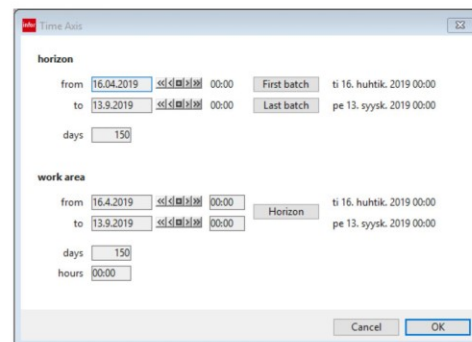 infor Time Axis
horizon
from 16.04.2019 00:00 First batch ti 16. huhtik. 2019 00:00
to 13.9.2019 00:00 Last batch pe 13. syysk. 2019 00:00
days 150
work area
from 16.4.2019 00:00 Horizon ti 16. huhtik. 2019 00:00
to 13.9.2019 00:00 pe 13. syysk. 2019 00:00
days 150
hours 00:00
Cancel OK